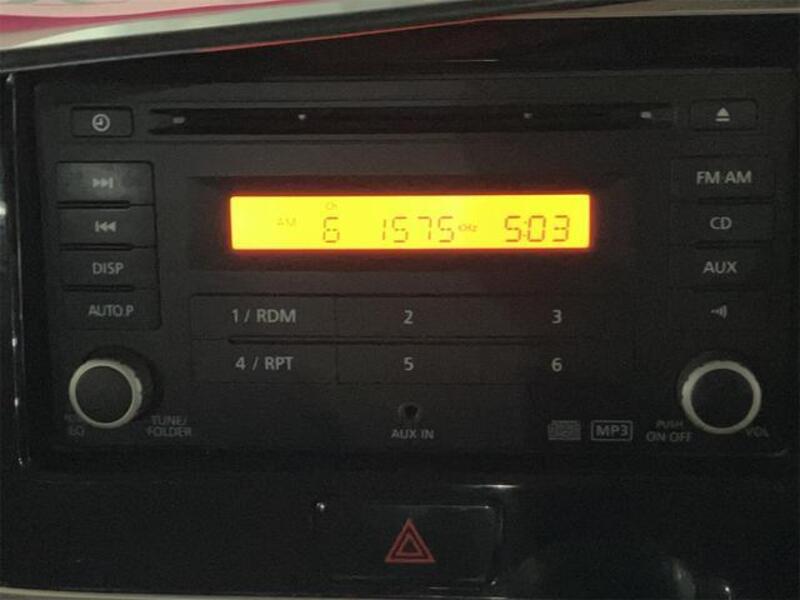 FM·AM
Ch
AM 6 1575 KHz 5:03
CD
DISP
AUX
AUTO.P
1 / RDM 2 3
4 / RPT 5 6
TUNE/
FOLDER
AUX IN
MP3
PUSH
ON·OFF
VOL